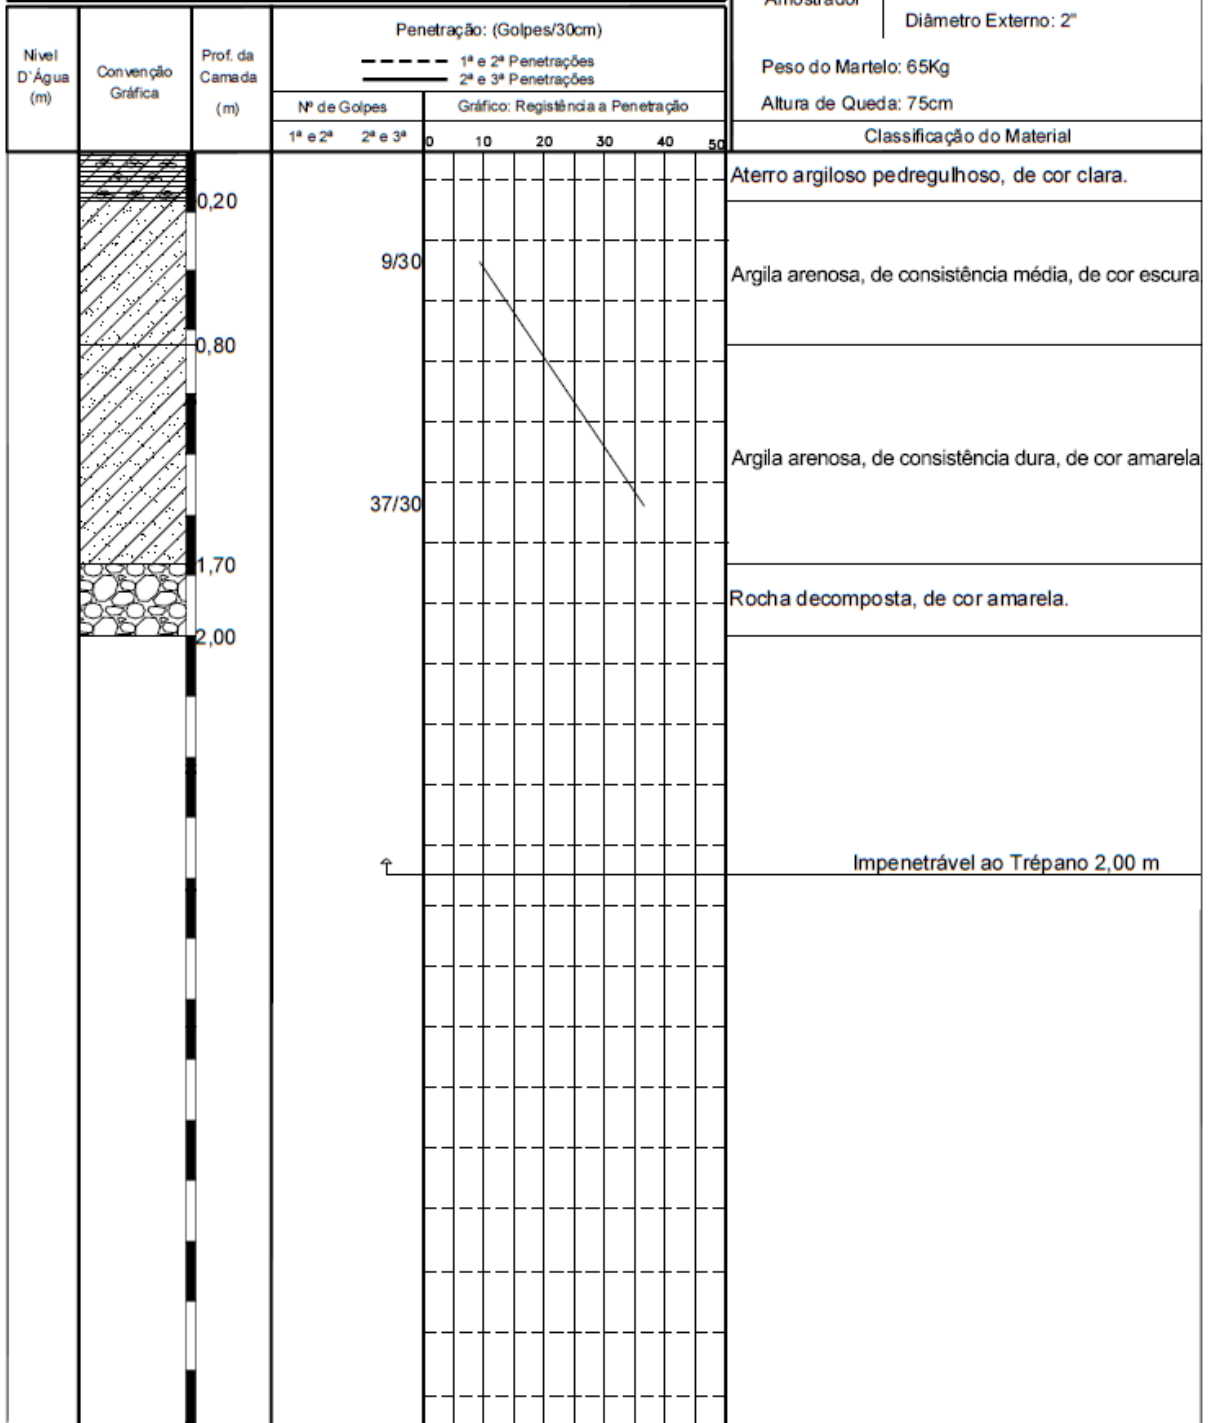 Amostrador
Diâmetro Externo: 2"
Peso do Martelo: 65Kg
Altura de Queda: 75cm
Classificação do Material
Nivel
D`Água
(m)
Convenção
Gráfica
Prof. da
Camada
(m)
Penetração: (Golpes/30cm)
1ª e 2ª Penetrações
2ª e 3ª Penetrações
Nº de Golpes
Gráfico: Registência a Penetração
1ª e 2ª 2ª e 3ª
0 10 20 30 40 50
Aterro argiloso pedregulhoso, de cor clara.
0,20
9/30
Argila arenosa, de consistência média, de cor escura
0,80
Argila arenosa, de consistência dura, de cor amarela
37/30
1,70
Rocha decomposta, de cor amarela.
2,00
Impenetrável ao Trépano 2,00 m